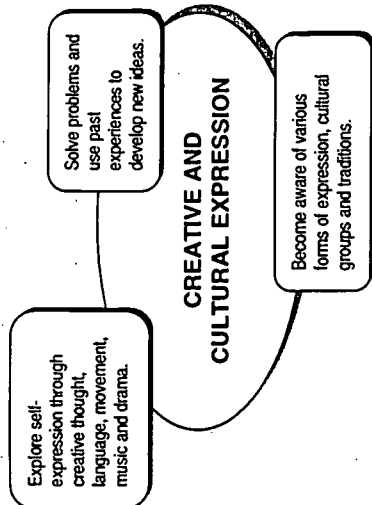 Explore self-
expression through
creative thought,
language, movement,
music and drama.
Solve problems and
use past
experiences to
develop new ideas.
CREATIVE AND
CULTURAL EXPRESSION
Become aware of various
forms of expression, cultural
groups and traditions.